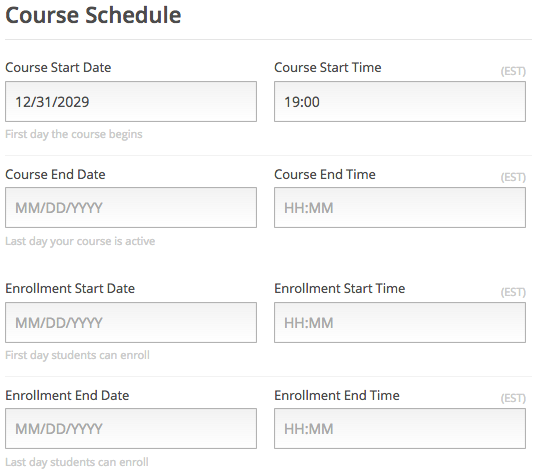 Course Schedule
Course Start Date
Course Start Time
(EST)
12/31/2029
19:00
First day the course begins
Course End Date
Course End Time
(EST)
MM/DD/YYYY
HH:MM
Last day your course is active
Enrollment Start Date
Enrollment Start Time
(EST)
MM/DD/YYYY
HH:MM
First day students can enroll
Enrollment End Date
Enrollment End Time
(EST)
MM/DD/YYYY
HH:MM
Last day students can enroll